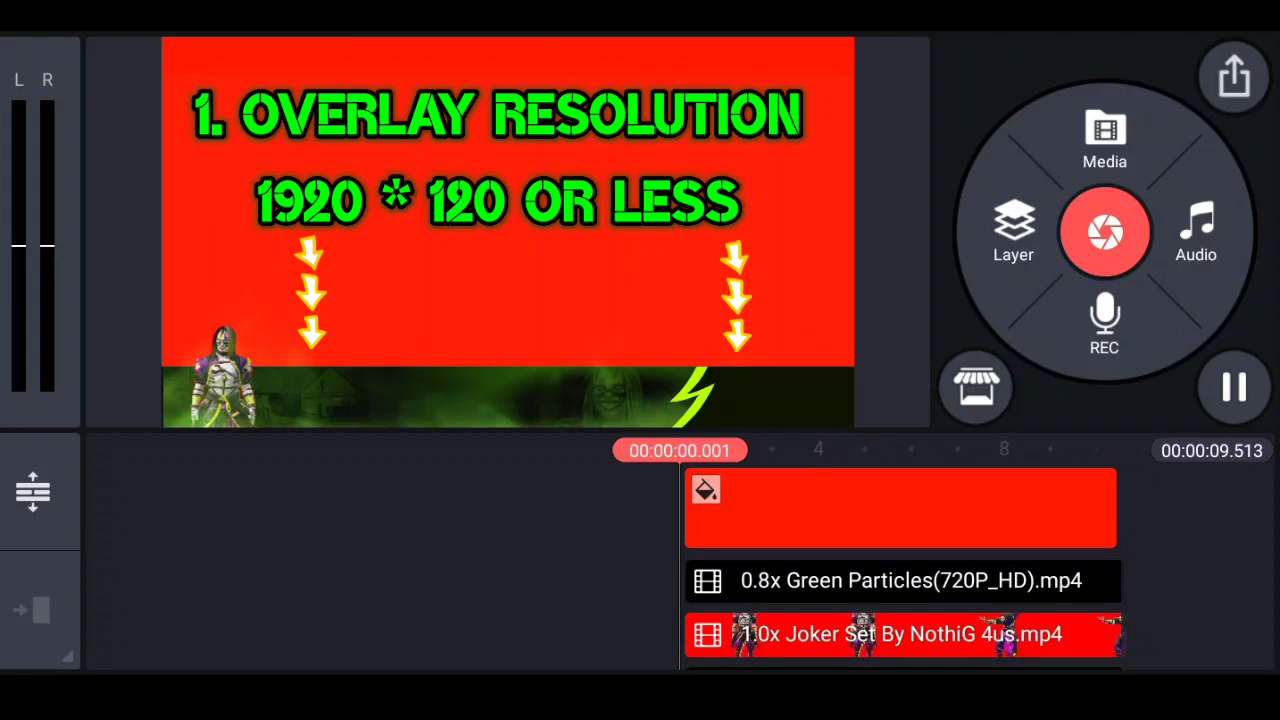 L R
1. OVERLAY RESOLUTION
1920 * 120 OR LESS
Media
Layer
Audio
REC
00:00:00.001
4
8
00:00:09.513
0.8x Green Particles(720P_HD).mp4
1.0x Joker Set By NothiG 4us.mp4